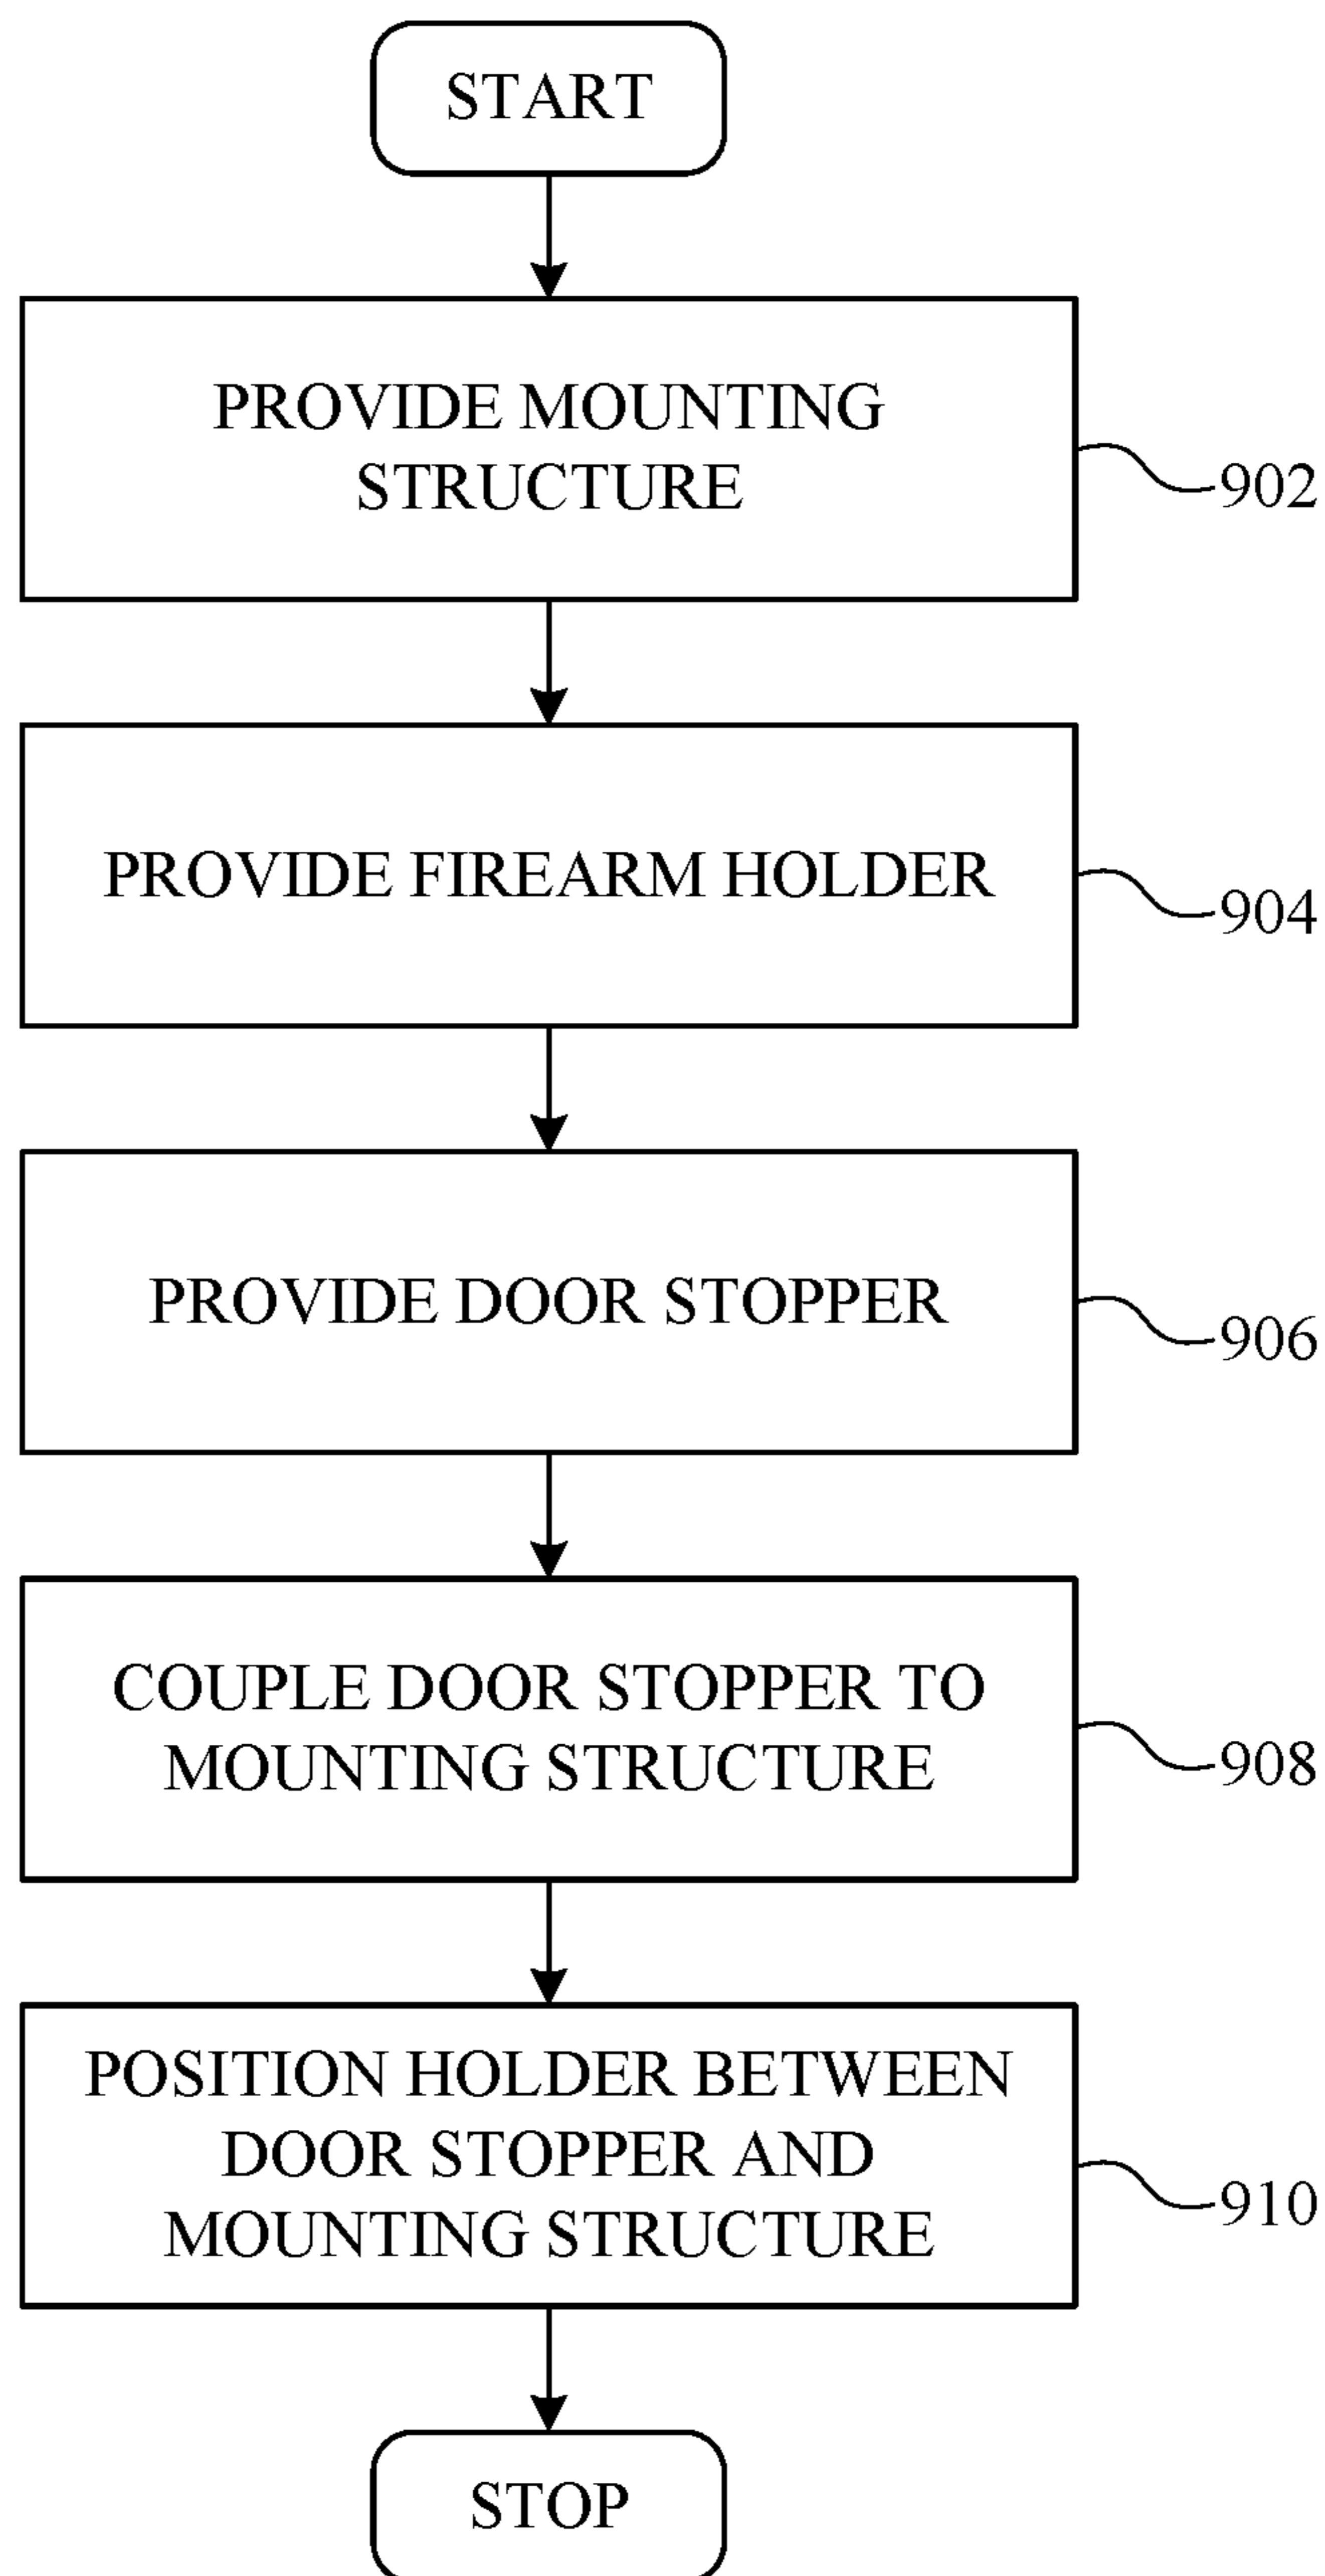 START
PROVIDE MOUNTING
STRUCTURE
902
PROVIDE FIREARM HOLDER
904
PROVIDE DOOR STOPPER
906
COUPLE DOOR STOPPER TO
MOUNTING STRUCTURE
908
POSITION HOLDER BETWEEN
DOOR STOPPER AND
MOUNTING STRUCTURE
910
STOP